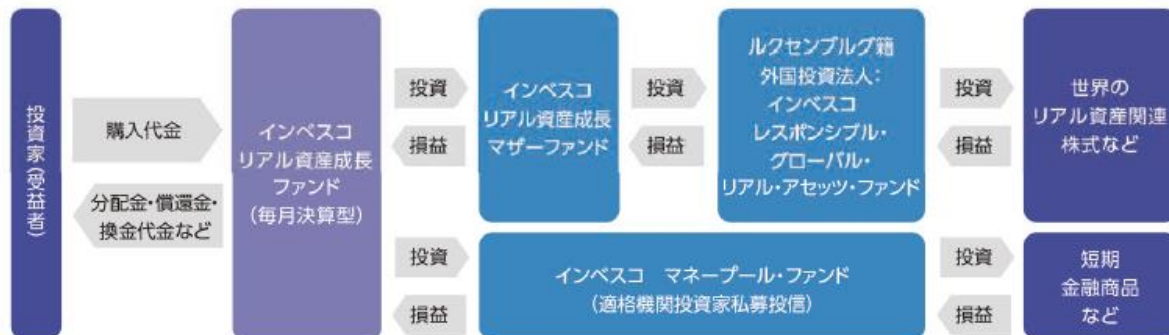 投資家(受益者)
購入代金
分配金・償還金・
換金代金など
インベスコ
リアル資産成長
ファンド
(毎月決算型)
投資
損益
インベスコ
リアル資産成長
マザーファンド
投資
損益
ルクセンブルグ籍
外国投資法人:
インベスコ
レスポンシブル・
グローバル・
リアル・アセッツ・ファンド
投資
損益
世界の
リアル資産関連
株式など
投資
損益
インベスコ マネープール・ファンド
(適格機関投資家私募投信)
投資
損益
短期
金融商品
など